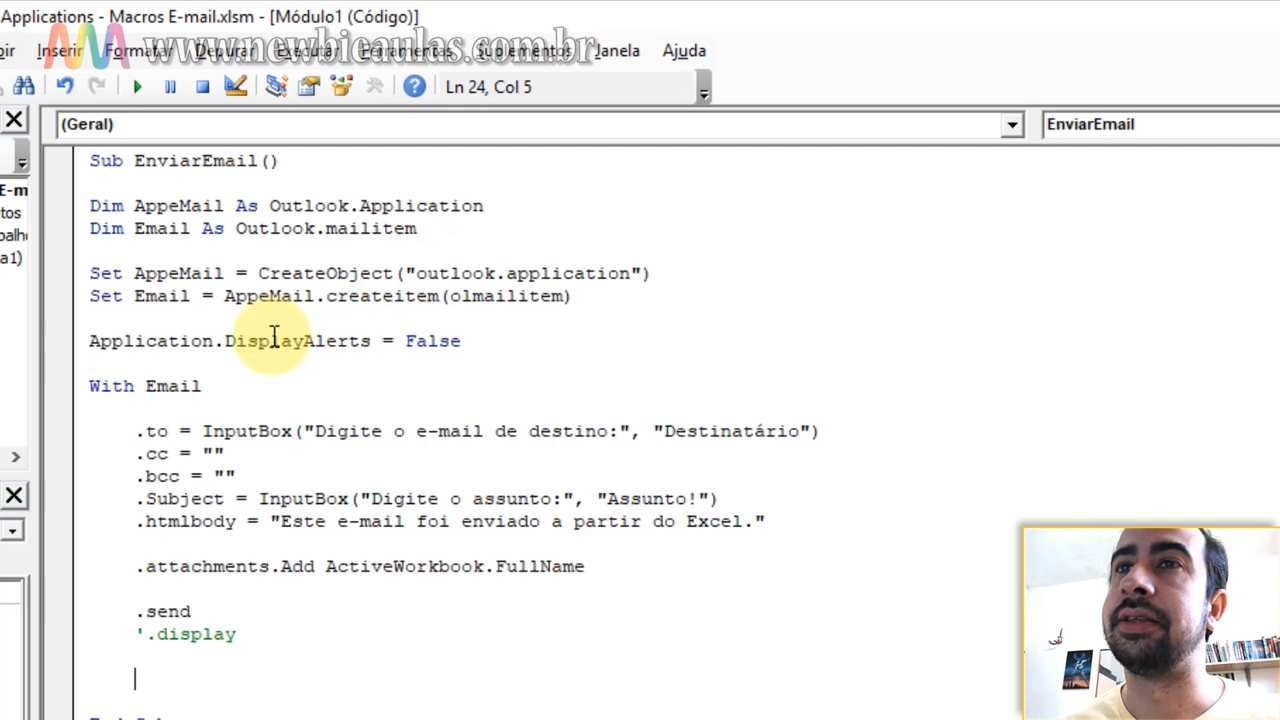 Applications - Macros E-mail.xlsm - [Módulo1 (Código)]
www.newbieaulas.com.br
Inserir Formatar Depurar Executar Ferramentas Suplementos Janela Ajuda
Ln 24, Col 5
(Geral)
EnviarEmail
E-m
tos
a1)
Sub EnviarEmail()
Dim AppeMail As Outlook.Application
Dim Email As Outlook.mailitem
Set AppeMail = CreateObject("outlook.application")
Set Email = AppeMail.createitem(olmailitem)
Application.DisplayAlerts = False
With Email
.to = InputBox("Digite o e-mail de destino:", "Destinatário")
.cc = ""
.bcc = ""
.Subject = InputBox("Digite o assunto:", "Assunto!")
.htmlbody = "Este e-mail foi enviado a partir do Excel."
.attachments.Add ActiveWorkbook.FullName
.send
'.display